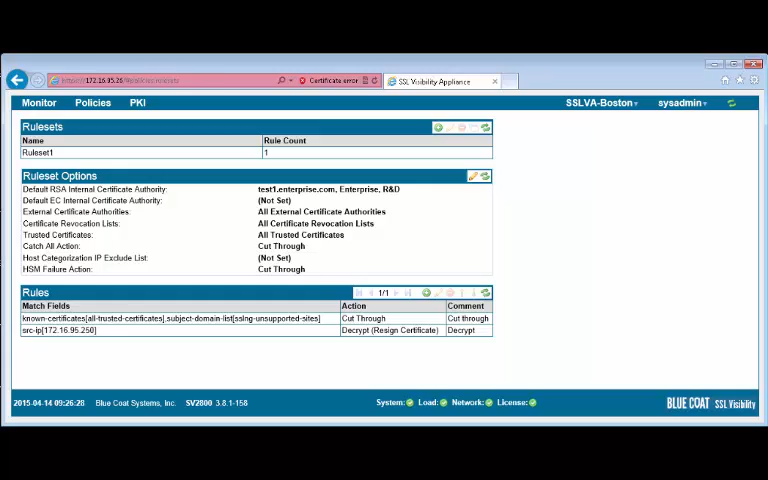 https://172.16.95.26/
Certificate error
SSL Visibility Appliance
Monitor Policies PKI SSLVA-Boston sysadmin
Rulesets
Name Rule Count
Ruleset1 1
Ruleset Options
Default RSA Internal Certificate Authority: test1.enterprise.com, Enterprise, R&D
Default EC Internal Certificate Authority: (Not Set)
External Certificate Authorities: All External Certificate Authorities
Certificate Revocation Lists: All Certificate Revocation Lists
Trusted Certificates: All Trusted Certificates
Catch All Action: Cut Through
Host Categorization IP Exclude List: (Not Set)
HSM Failure Action: Cut Through
Rules 1/1
Match Fields Action Comment
known-certificates[all-trusted-certificates],subject-domain-list[sslng-unsupported-sites] Cut Through Cut through
src-ip[172.16.95.250] Decrypt (Resign Certificate) Decrypt
2015-04-14 09:26:28 Blue Coat Systems, Inc. SV2800 3.8.1-158 System: Load: Network: License: BLUE COAT SSL Visibility